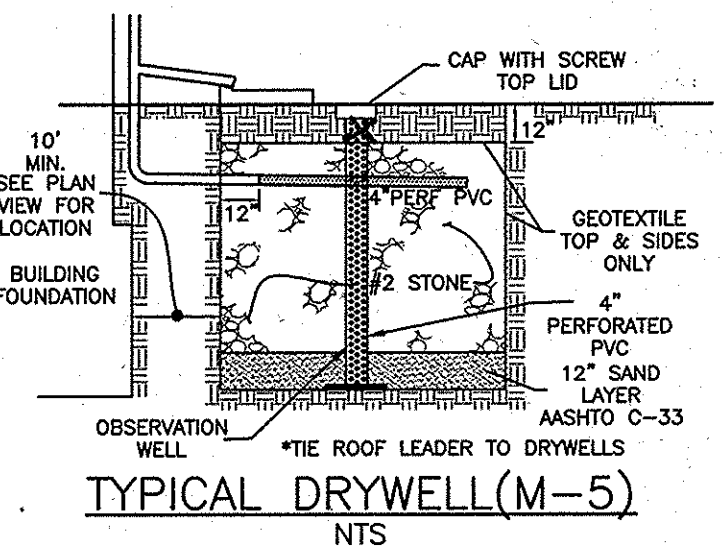 CAP WITH SCREW
TOP LID
10'
MIN.
SEE PLAN
VIEW FOR
LOCATION
12"
12"
4"PERF PVC
GEOTEXTILE
TOP & SIDES
ONLY
BUILDING
FOUNDATION
#2 STONE
4"
PERFORATED
PVC
12" SAND
LAYER
AASHTO C-33
OBSERVATION
WELL
*TIE ROOF LEADER TO DRYWELLS
TYPICAL DRYWELL(M-5)
NTS